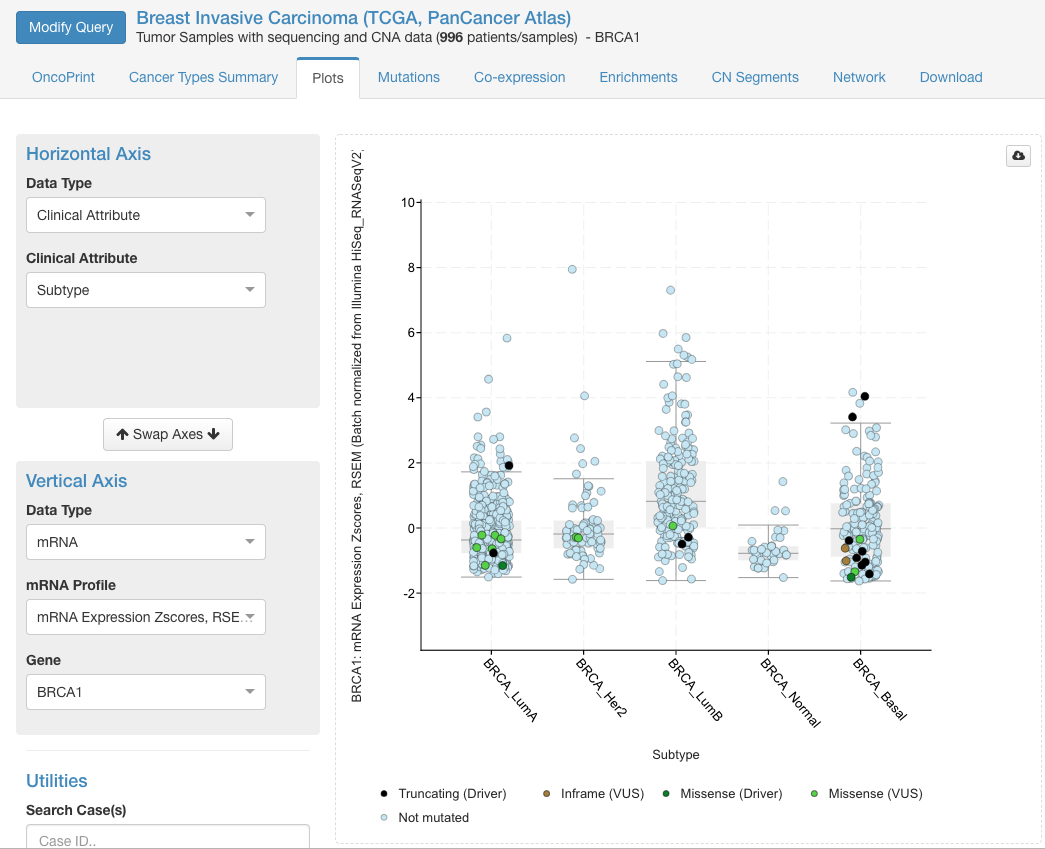 Modify Query
Breast Invasive Carcinoma (TCGA, PanCancer Atlas)
Tumor Samples with sequencing and CNA data (996 patients/samples) - BRCA1
OncoPrint Cancer Types Summary Plots Mutations Co-expression Enrichments CN Segments Network Download
Horizontal Axis
Data Type
Clinical Attribute
Clinical Attribute
Subtype
Swap Axes
Vertical Axis
Data Type
mRNA
mRNA Profile
mRNA Expression Zscores, RSE...
Gene
BRCA1
Utilities
Search Case(s)
Case ID..
BRCA1: mRNA Expression Zscores, RSEM (Batch normalized from Illumina HiSeq_RNASeqV2)
10
8
6
4
2
0
-2
BRCA_LumA
BRCA_Her2
BRCA_LumB
BRCA_Normal
BRCA_Basal
Subtype
Truncating (Driver) Inframe (VUS) Missense (Driver) Missense (VUS)
Not mutated